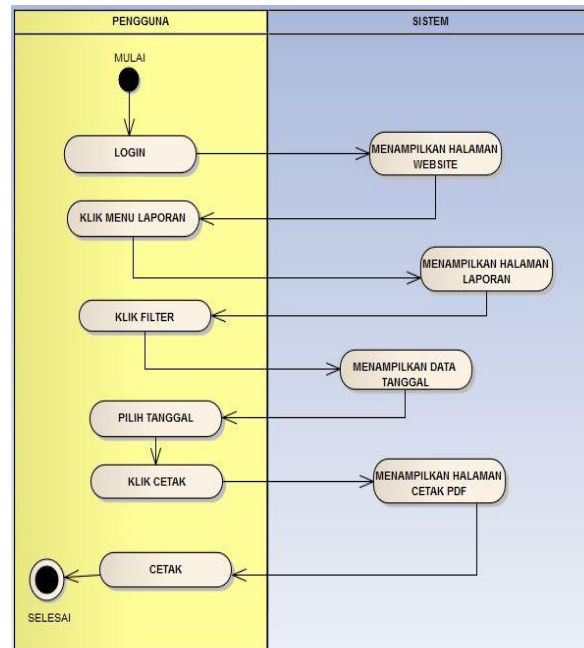 PENGGUNA
SISTEM
MULAI
LOGIN
MENAMPILKAN HALAMAN
WEBSITE
KLIK MENU LAPORAN
MENAMPILKAN HALAMAN
LAPORAN
KLIK FILTER
MENAMPILKAN DATA
TANGGAL
PILIH TANGGAL
KLIK CETAK
MENAMPILKAN HALAMAN
CETAK PDF
CETAK
SELESAI